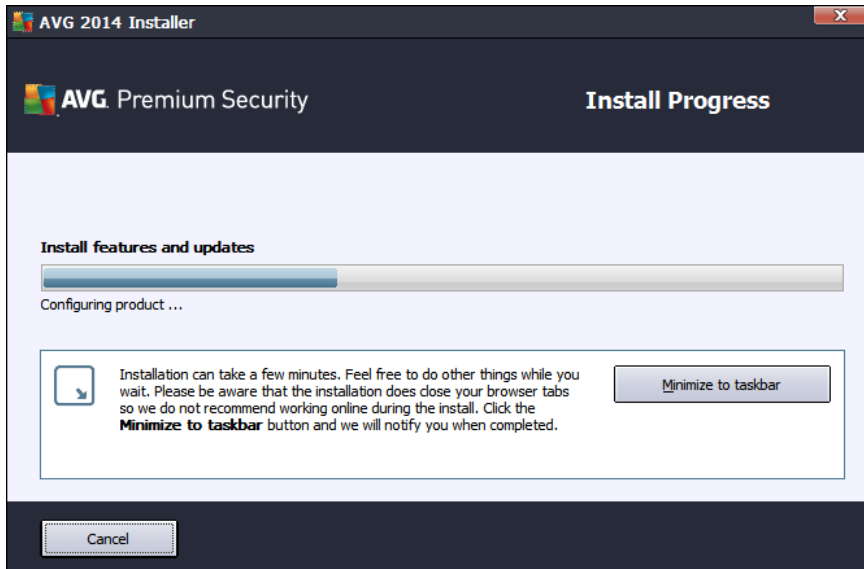 AVG 2014 Installer
X
AVG. Premium Security
Install Progress
Install features and updates
Configuring product ...
Installation can take a few minutes. Feel free to do other things while you
wait. Please be aware that the installation does close your browser tabs
so we do not recommend working online during the install. Click the
Minimize to taskbar button and we will notify you when completed.
Minimize to taskbar
Cancel